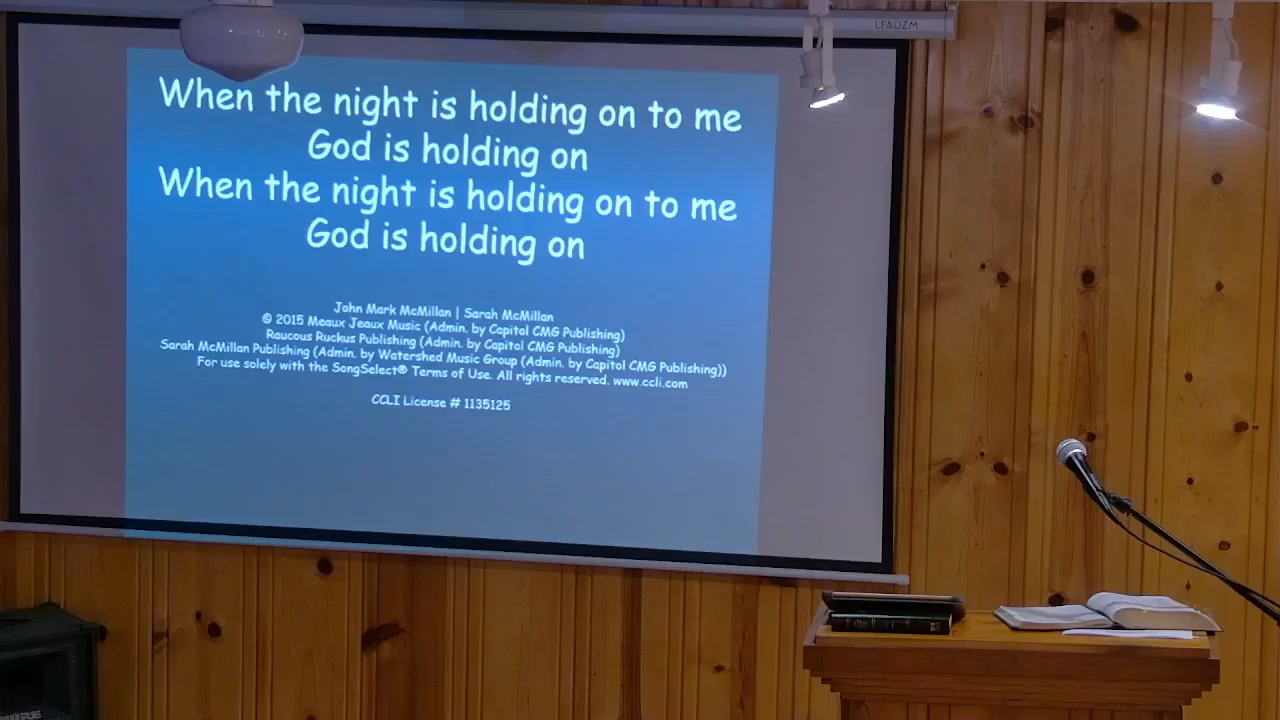 LEADZM
When the night is holding on to me
God is holding on
When the night is holding on to me
God is holding on
John Mark McMillan | Sarah McMillan
© 2015 Meaux Jeaux Music (Admin. by Capitol CMG Publishing)
Raucous Ruckus Publishing (Admin. by Capitol CMG Publishing)
Sarah McMillan Publishing (Admin. by Watershed Music Group (Admin. by Capitol CMG Publishing))
For use solely with the SongSelect® Terms of Use. All rights reserved. www.ccli.com
CCLI License # 1135125